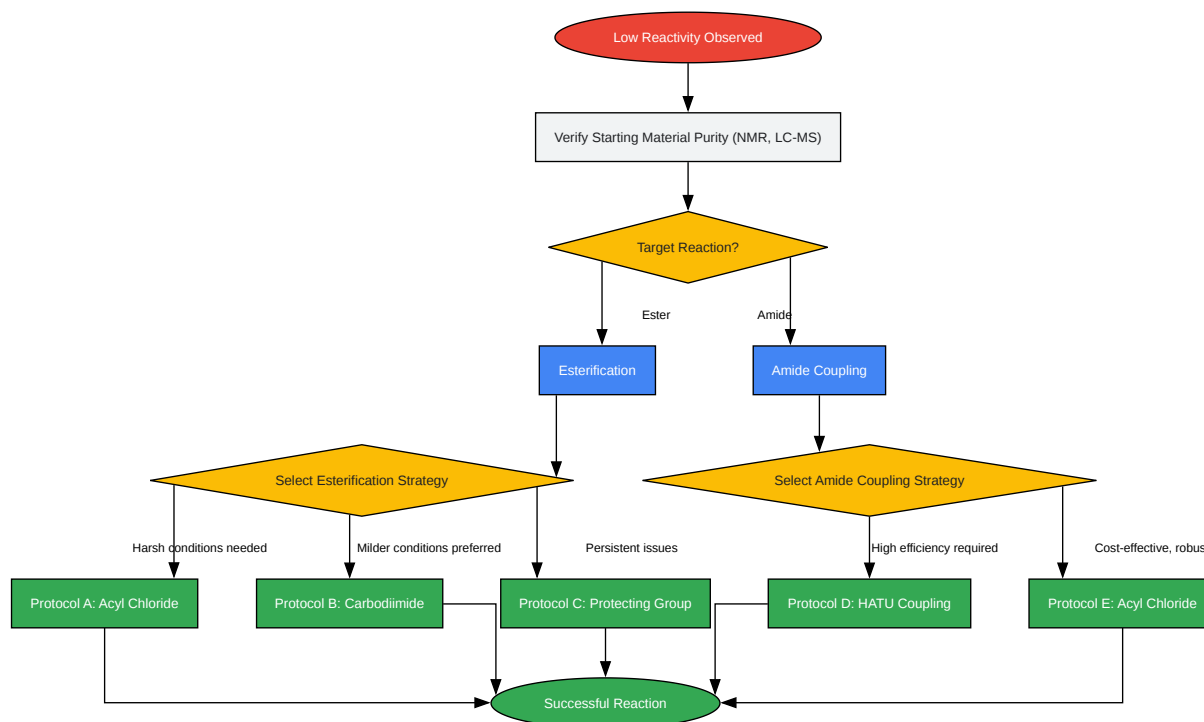 Low Reactivity Observed
Verify Starting Material Purity (NMR, LC-MS)
Target Reaction?
Ester
Amide
Esterification
Amide Coupling
Select Esterification Strategy
Select Amide Coupling Strategy
Harsh conditions needed
Milder conditions preferred
Persistent issues
High efficiency required
Cost-effective, robus
Protocol A: Acyl Chloride
Protocol B: Carbodiimide
Protocol C: Protecting Group
Protocol D: HATU Coupling
Protocol E: Acyl Chloride
Successful Reaction